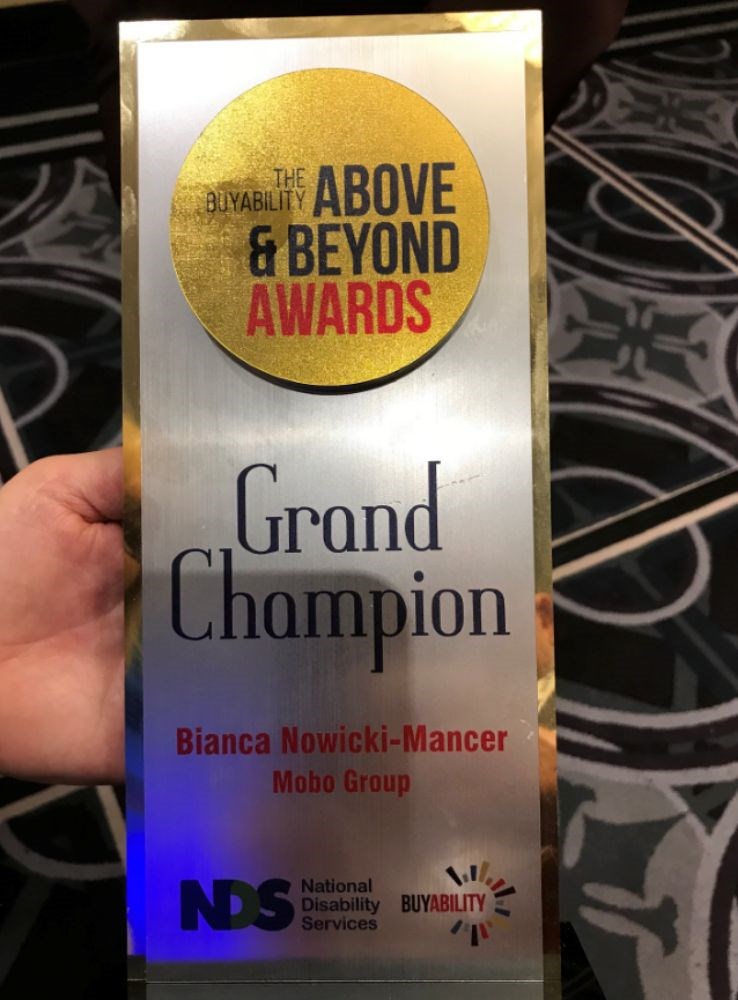 THE
BUYABILITY
ABOVE
& BEYOND
AWARDS
Grand
Champion
Bianca Nowicki-Mancer
Mobo Group
NDS
National
Disability
Services
BUYABILITY